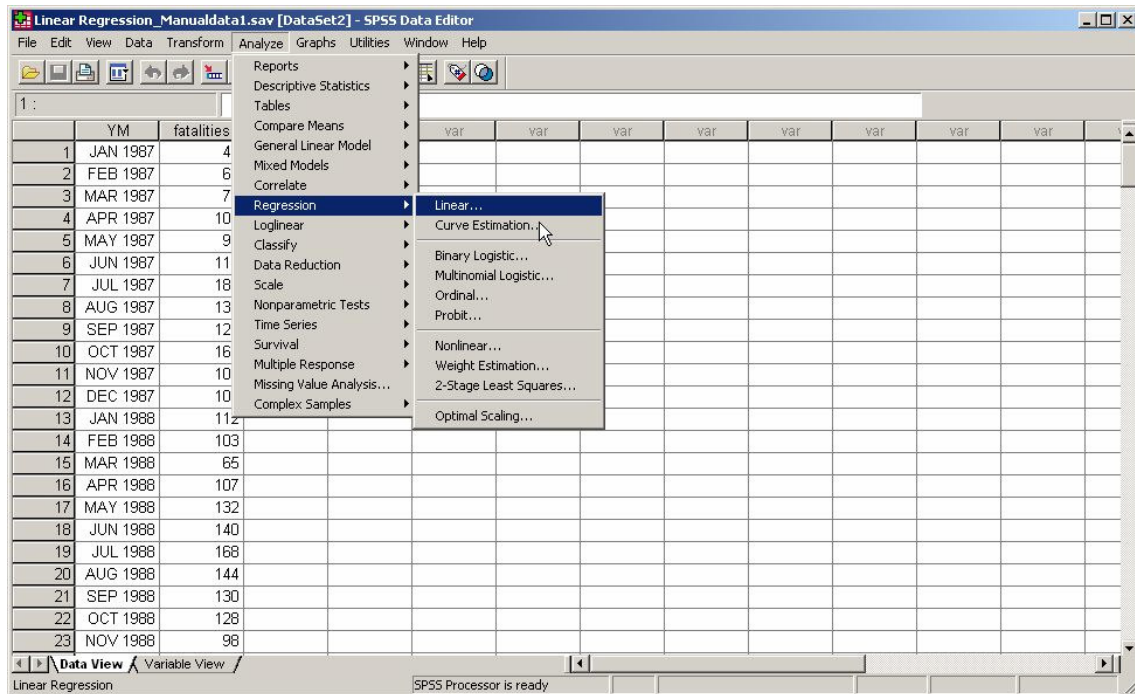 Linear Regression_Manualdata1.sav [DataSet2] - SPSS Data Editor
File Edit View Data Transform Analyze Graphs Utilities Window Help
1 :
YM fatalities var var var var var var var var
1 JAN 1987 4
2 FEB 1987 6
3 MAR 1987 7
4 APR 1987 10
5 MAY 1987 9
6 JUN 1987 11
7 JUL 1987 18
8 AUG 1987 13
9 SEP 1987 12
10 OCT 1987 16
11 NOV 1987 10
12 DEC 1987 10
13 JAN 1988 112
14 FEB 1988 103
15 MAR 1988 65
16 APR 1988 107
17 MAY 1988 132
18 JUN 1988 140
19 JUL 1988 168
20 AUG 1988 144
21 SEP 1988 130
22 OCT 1988 128
23 NOV 1988 98
Reports
Descriptive Statistics
Tables
Compare Means
General Linear Model
Mixed Models
Correlate
Regression
Loglinear
Classify
Data Reduction
Scale
Nonparametric Tests
Time Series
Survival
Multiple Response
Missing Value Analysis...
Complex Samples
Linear...
Curve Estimation...
Binary Logistic...
Multinomial Logistic...
Ordinal...
Probit...
Nonlinear...
Weight Estimation...
2-Stage Least Squares...
Optimal Scaling...
Data View Variable View
Linear Regression SPSS Processor is ready